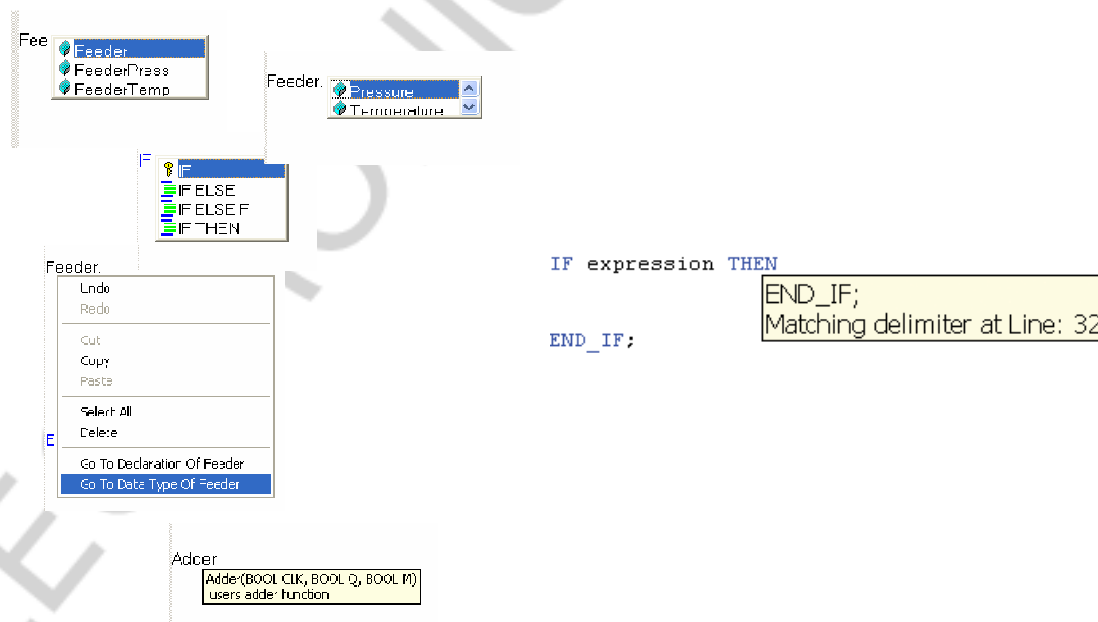 Fee
Feeder
FeederPress
FeederTemp
Feeder.
Pressure
Temperature
IF
IF
IF ELSE
IF ELSE IF
IF THEN
Feeder.
Undo
Redo
Cut
Copy
Paste
Select All
Delete
E
Go To Declaration Of Feeder
Go To Data Type Of Feeder
Adder
Adder(BOOL CLK, BOOL Q, BOOL M)
users adder function
IF expression THEN
END_IF;
Matching delimiter at Line: 32
END_IF;